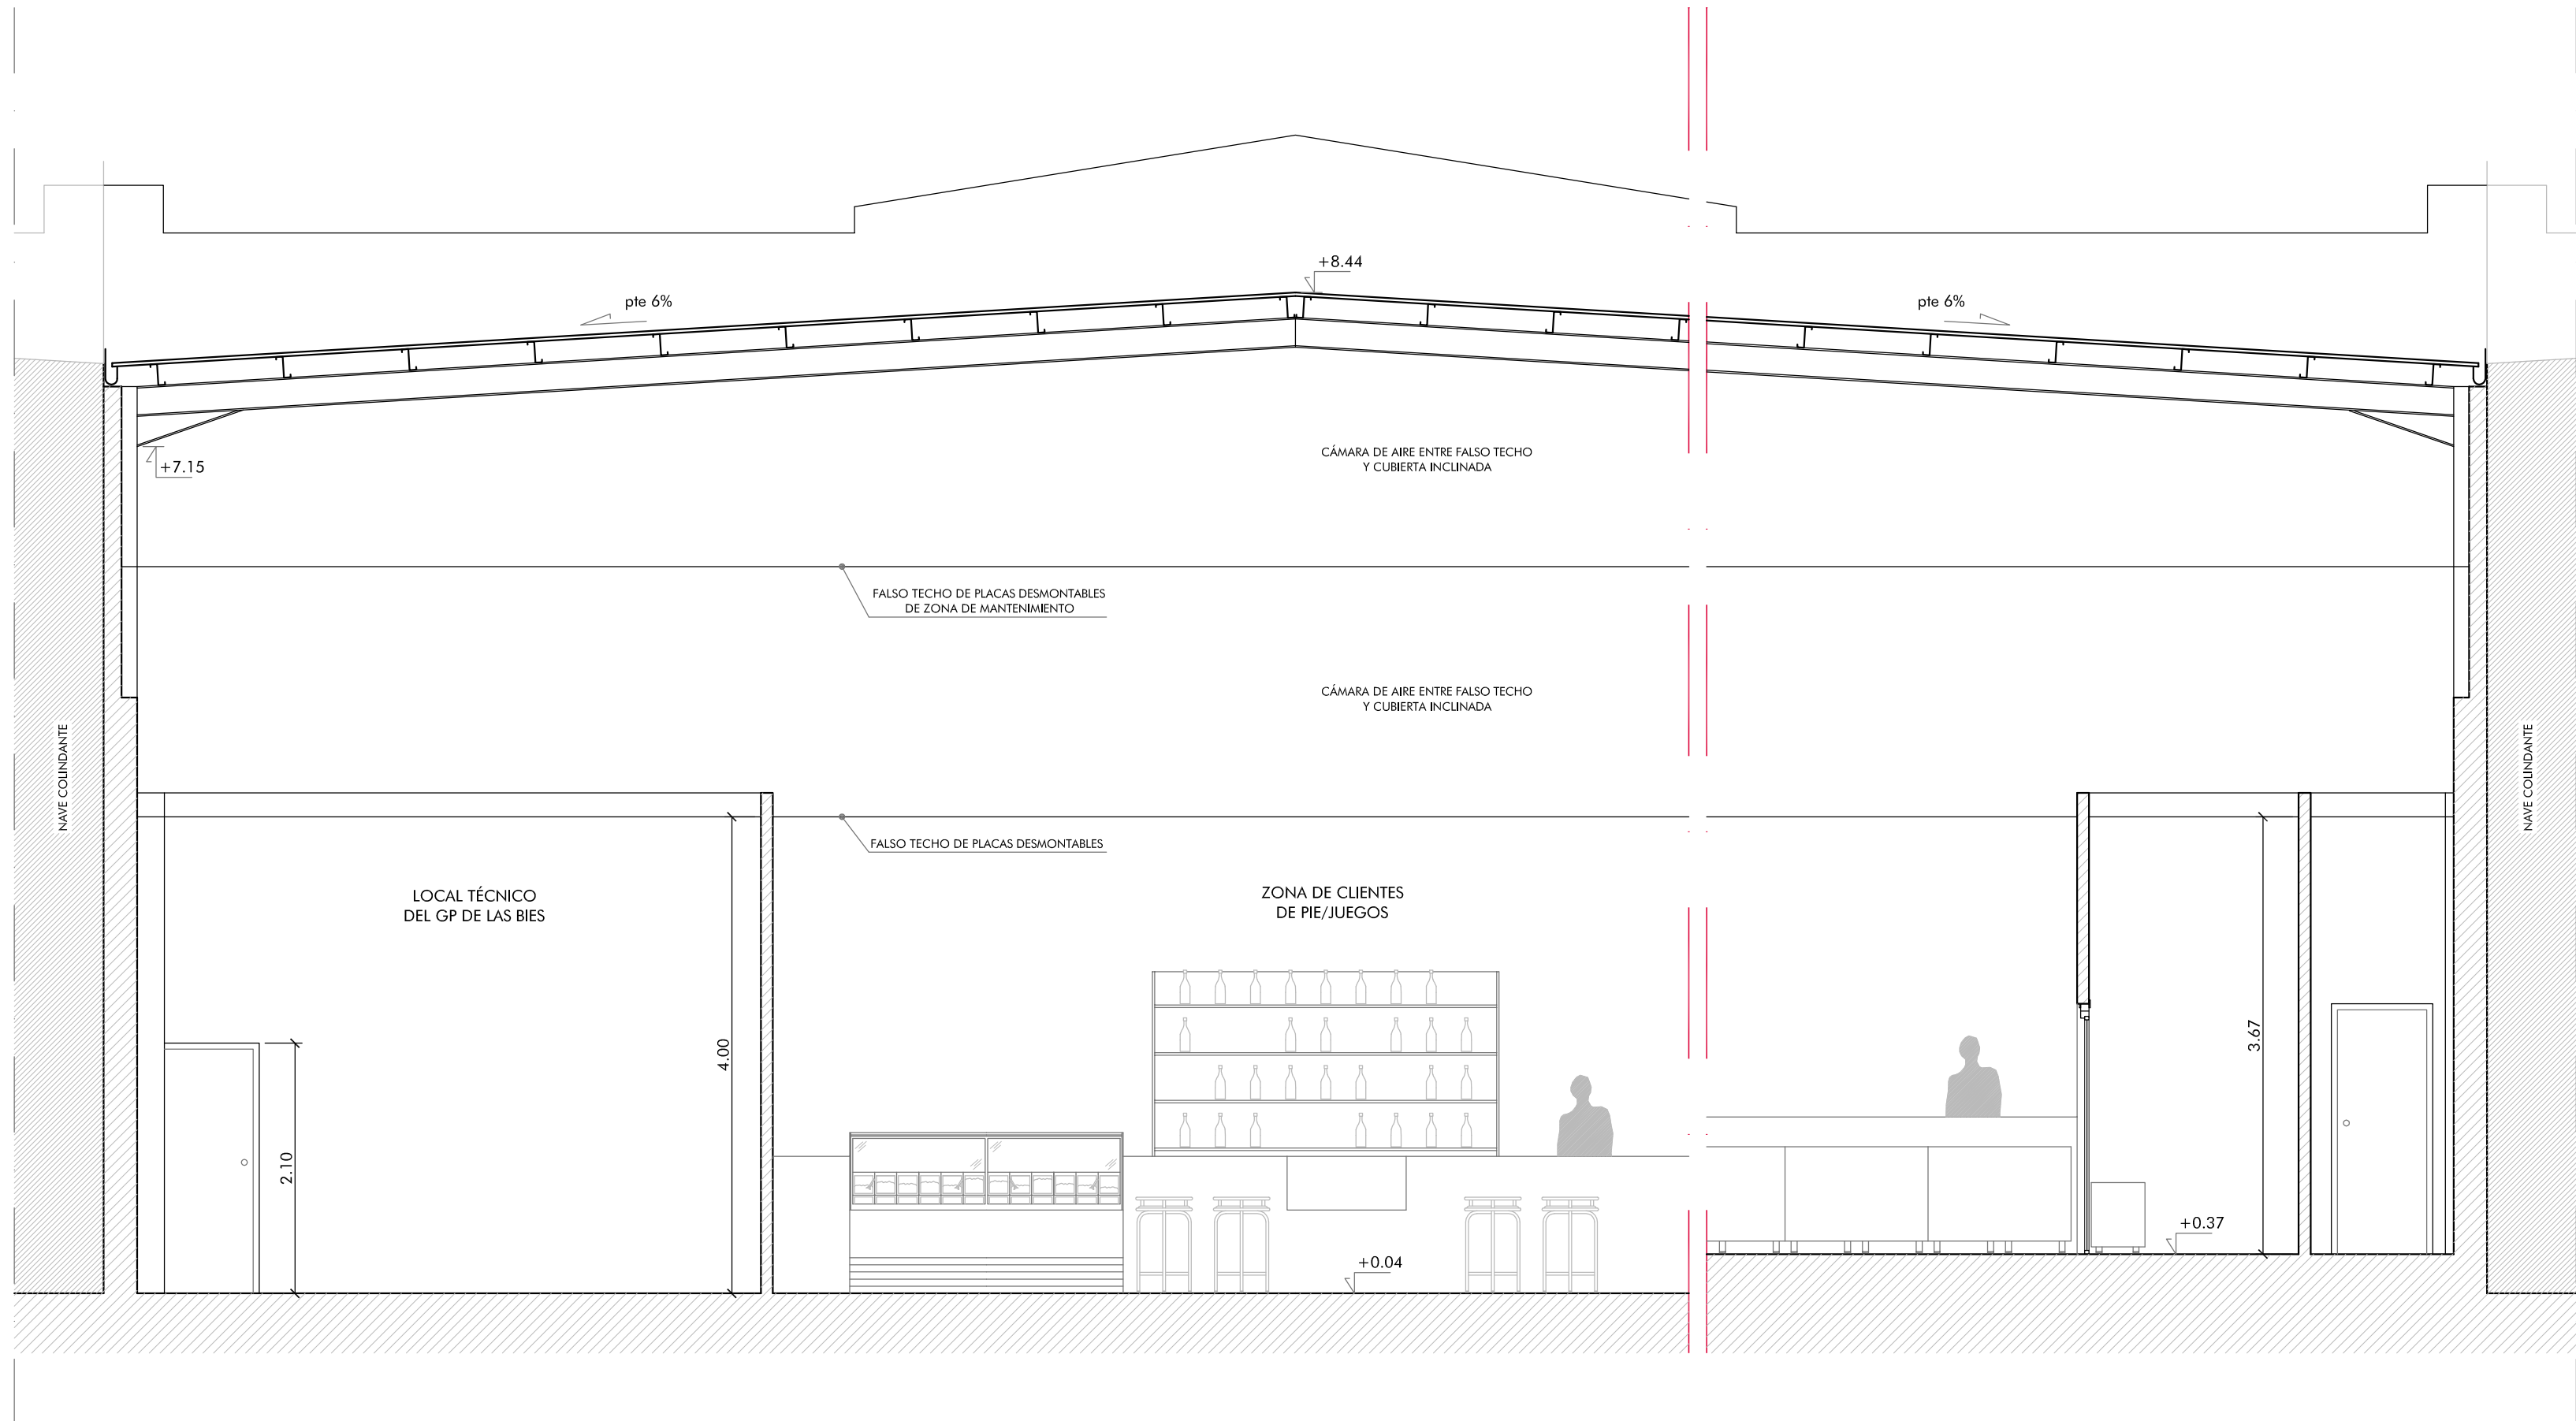 +8.44
pte 6%
pte 6%
CÁMARA DE AIRE ENTRE FALSO TECHO
Y CUBIERTA INCLINADA
+7.15
FALSO TECHO DE PLACAS DESMONTABLES
DE ZONA DE MANTENIMIENTO
CÁMARA DE AIRE ENTRE FALSO TECHO
Y CUBIERTA INCLINADA
NAVE COLINDANTE
NAVE COLINDANTE
FALSO TECHO DE PLACAS DESMONTABLES
LOCAL TÉCNICO
DEL GP DE LAS BIES
ZONA DE CLIENTES
DE PIE/JUEGOS
4.00
3.67
2.10
+0.37
+0.04